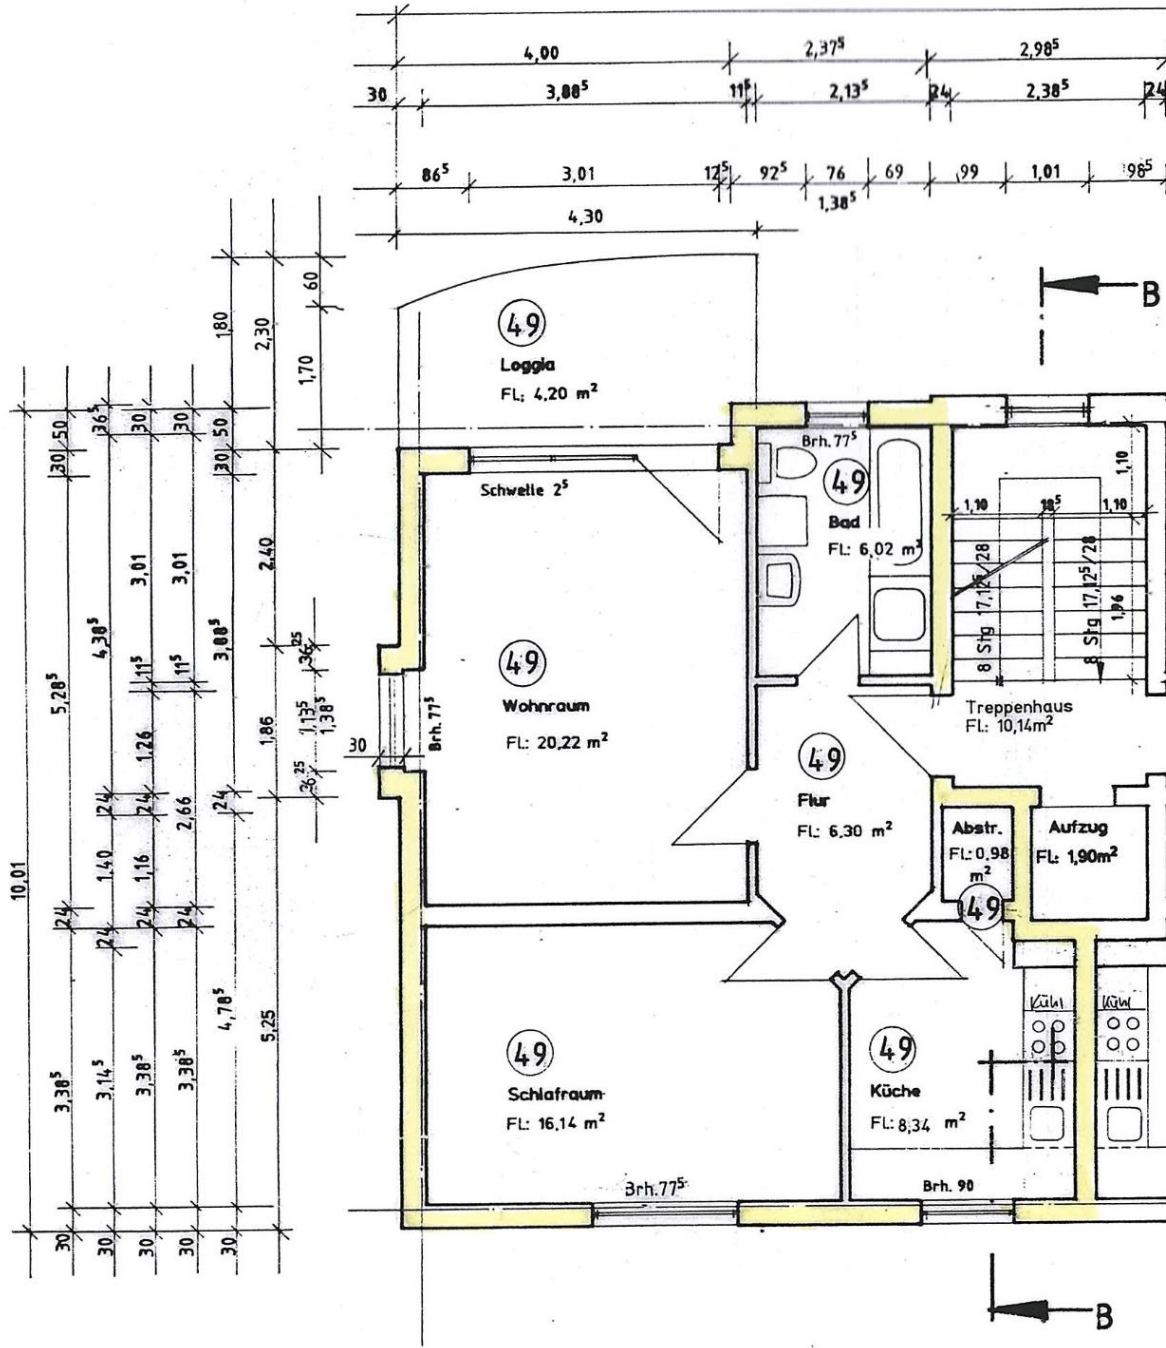 4,00 2,37⁵ 2,98⁵
30 3,88⁵ 11⁵ 2,13⁵ 24 2,38⁵ 24
86⁵ 3,01 12⁵ 92⁵ 76 69 ,99 1,01 98⁵
1,38⁵
4,30
180 2,30 60
1,70
B
49
Loggia
FL: 4,20 m²
50 36⁵ 30 30 50
30 30
Schwelle 2⁵
Brh. 77⁵
49
Bad
FL: 6,02 m²
1,10
1,10 18⁵ 1,10
8 Stg 17,12⁵/28
8 Stg 17,12⁵/28
1,96
3,01 3,01 2,40
4,38⁵ 3,88⁵
5,28⁵ 11⁵ 11⁵
36²⁵
1,13⁵ 1,38⁵
1,26 1,86
36²⁵
30
Brh. 77⁵
49
Wohnraum
FL: 20,22 m²
Treppenhaus
FL: 10,14m²
49
Flur
FL: 6,30 m²
24 24 2,66 24
Abstr.
FL: 0,98
m²
49
Aufzug
FL: 1,90m²
10,01 1,40 1,16
24 24 24
24
4,78⁵ 5,25
3,38⁵ 3,14⁵ 3,38⁵ 3,38⁵
49
Schlafraum
FL: 16,14 m²
49
Küche
FL: 8,34 m²
Kühl Kühl
Brh. 77⁵
Brh. 90
30 30 30 30 30
B